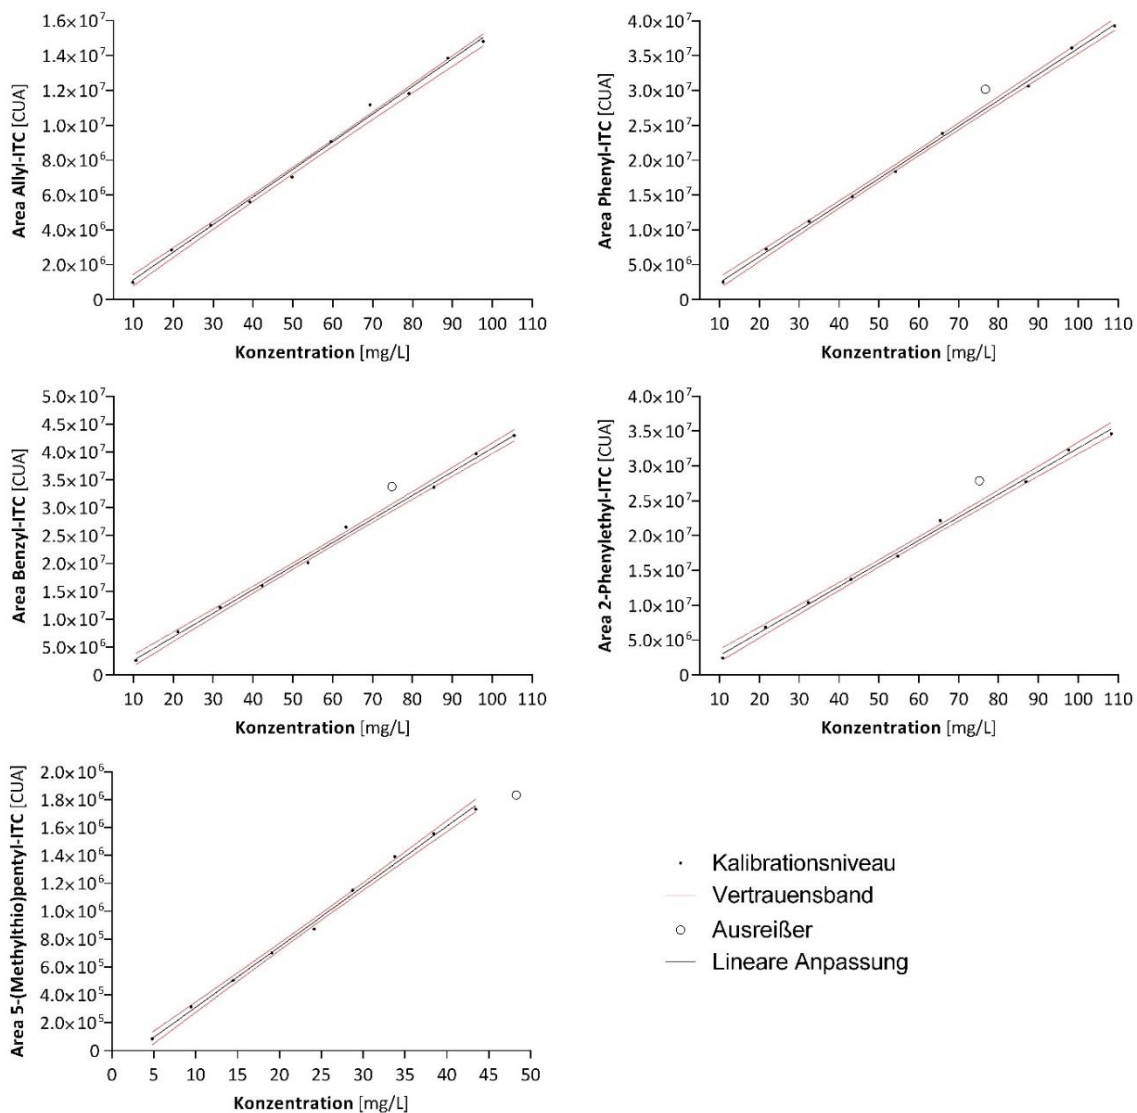 Area Allyl-ITC [CUA]
1.6×10⁷
1.4×10⁷
1.2×10⁷
1.0×10⁷
8.0×10⁶
6.0×10⁶
4.0×10⁶
2.0×10⁶
0
10 20 30 40 50 60 70 80 90 100 110
Konzentration [mg/L]
Area Phenyl-ITC [CUA]
4.0×10⁷
3.5×10⁷
3.0×10⁷
2.5×10⁷
2.0×10⁷
1.5×10⁷
1.0×10⁷
5.0×10⁶
0
10 20 30 40 50 60 70 80 90 100 110
Konzentration [mg/L]
Area Benzyl-ITC [CUA]
5.0×10⁷
4.5×10⁷
4.0×10⁷
3.5×10⁷
3.0×10⁷
2.5×10⁷
2.0×10⁷
1.5×10⁷
1.0×10⁷
5.0×10⁶
0
10 20 30 40 50 60 70 80 90 100 110
Konzentration [mg/L]
Area 2-Phenylethyl-ITC [CUA]
4.0×10⁷
3.5×10⁷
3.0×10⁷
2.5×10⁷
2.0×10⁷
1.5×10⁷
1.0×10⁷
5.0×10⁶
0
10 20 30 40 50 60 70 80 90 100 110
Konzentration [mg/L]
Area 5-(Methylthio)pentyl-ITC [CUA]
2.0×10⁶
1.8×10⁶
1.6×10⁶
1.4×10⁶
1.2×10⁶
1.0×10⁶
8.0×10⁵
6.0×10⁵
4.0×10⁵
2.0×10⁵
0
0 5 10 15 20 25 30 35 40 45 50
Konzentration [mg/L]
Kalibrationsniveau
Vertrauensband
Ausreißer
Lineare Anpassung